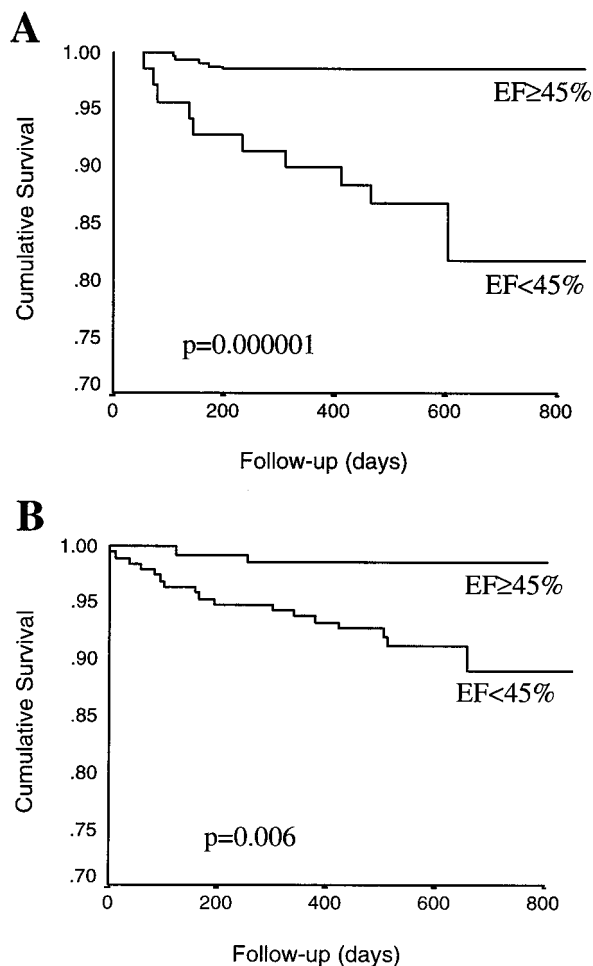 A
1.00
.95
.90
.85
.80
.75
.70
Cumulative Survival
EF≥45%
EF<45%
p=0.000001
0 200 400 600 800
Follow-up (days)
B
1.00
.95
.90
.85
.80
.75
.70
Cumulative Survival
EF≥45%
EF<45%
p=0.006
0 200 400 600 800
Follow-up (days)